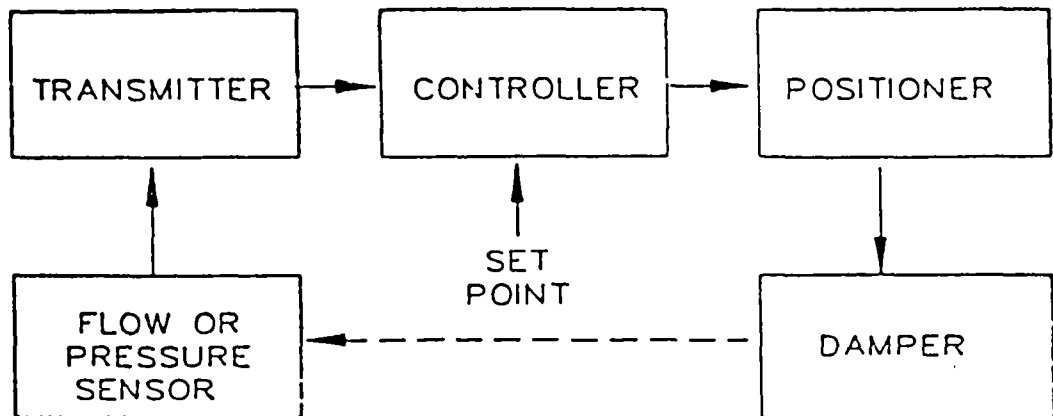 TRANSMITTER
CONTROLLER
POSITIONER
SET
POINT
FLOW OR
PRESSURE
SENSOR
DAMPER